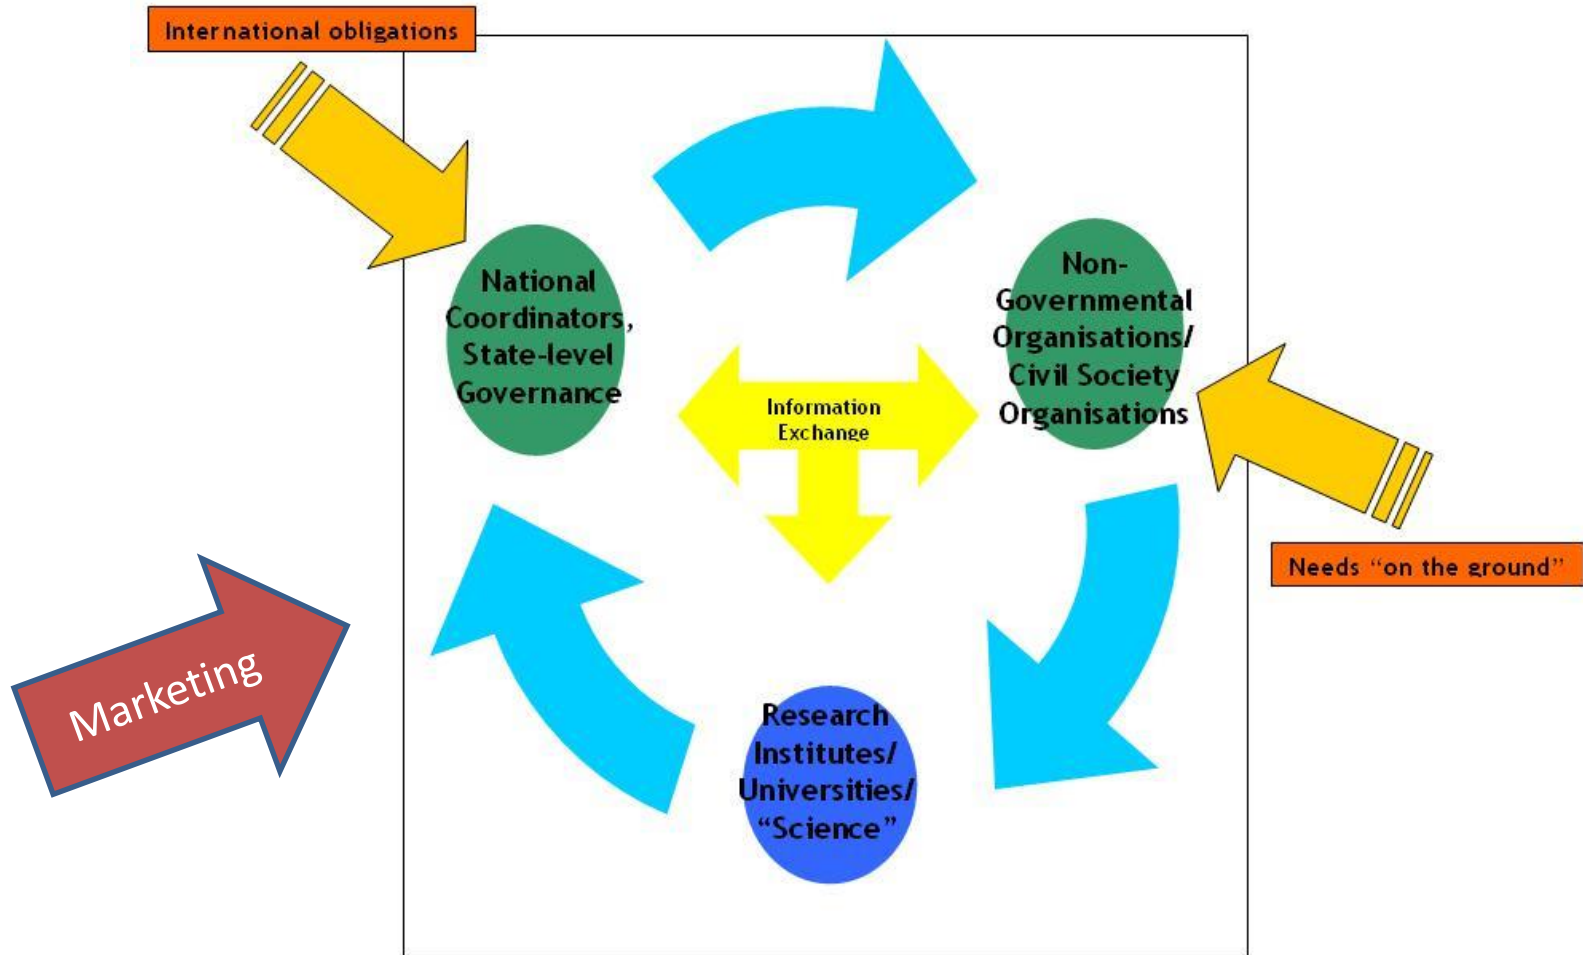 International obligations
National
Coordinators,
State-level
Governance
Non-
Governmental
Organisations/
Civil Society
Organisations
Information
Exchange
Needs “on the ground”
Marketing
Research
Institutes/
Universities/
“Science”